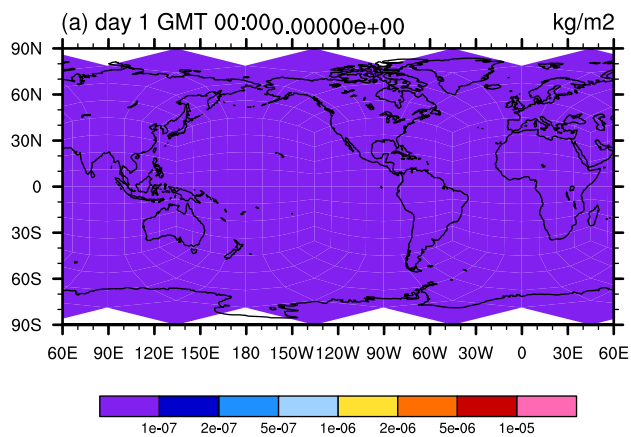 (a) day 1 GMT 00:00 0.00000e+00 kg/m2
90N
60N
30N
0
30S
60S
90S
60E 90E 120E 150E 180 150W 120W 90W 60W 30W 0 30E 60E
1e-07 2e-07 5e-07 1e-06 2e-06 5e-06 1e-05